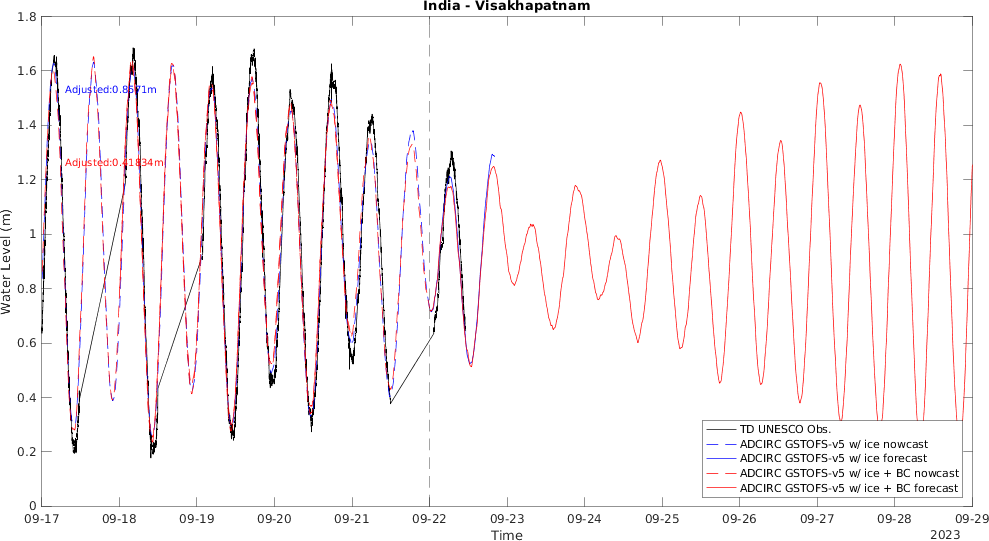 India - Visakhapatnam
1.8
1.6
1.4
1.2
1
0.8
0.6
0.4
0.2
0
Water Level (m)
Adjusted:0.8571m
Adjusted:0.41834m
TD UNESCO Obs.
ADCIRC GSTOFS-v5 w/ ice nowcast
ADCIRC GSTOFS-v5 w/ ice forecast
ADCIRC GSTOFS-v5 w/ ice + BC nowcast
ADCIRC GSTOFS-v5 w/ ice + BC forecast
09-17 09-18 09-19 09-20 09-21 09-22 09-23 09-24 09-25 09-26 09-27 09-28 09-29
Time
2023